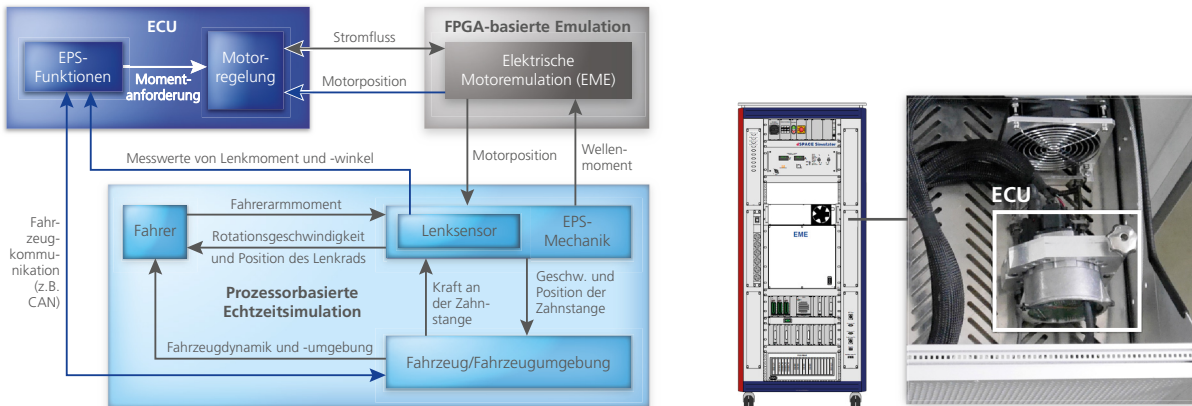 ECU
FPGA-basierte Emulation
EPS-
Funktionen
Moment-
anforderung
Motor-
regelung
Stromfluss
Motorposition
Elektrische
Motoremulation (EME)
Messwerte von Lenkmoment und -winkel
Motorposition
Wellen-
moment
Fahr-
zeug-
kommu-
nikation
(z.B.
CAN)
Fahrer
Fahrerarmmoment
Rotationsgeschwindigkeit
und Position des Lenkrads
Lenksensor
EPS-
Mechanik
Prozessorbasierte
Echtzeitsimulation
Kraft an
der Zahn-
stange
Geschw. und
Position der
Zahnstange
Fahrzeugdynamik und -umgebung
Fahrzeug/Fahrzeugumgebung
dSPACE Simulator
EME
ECU